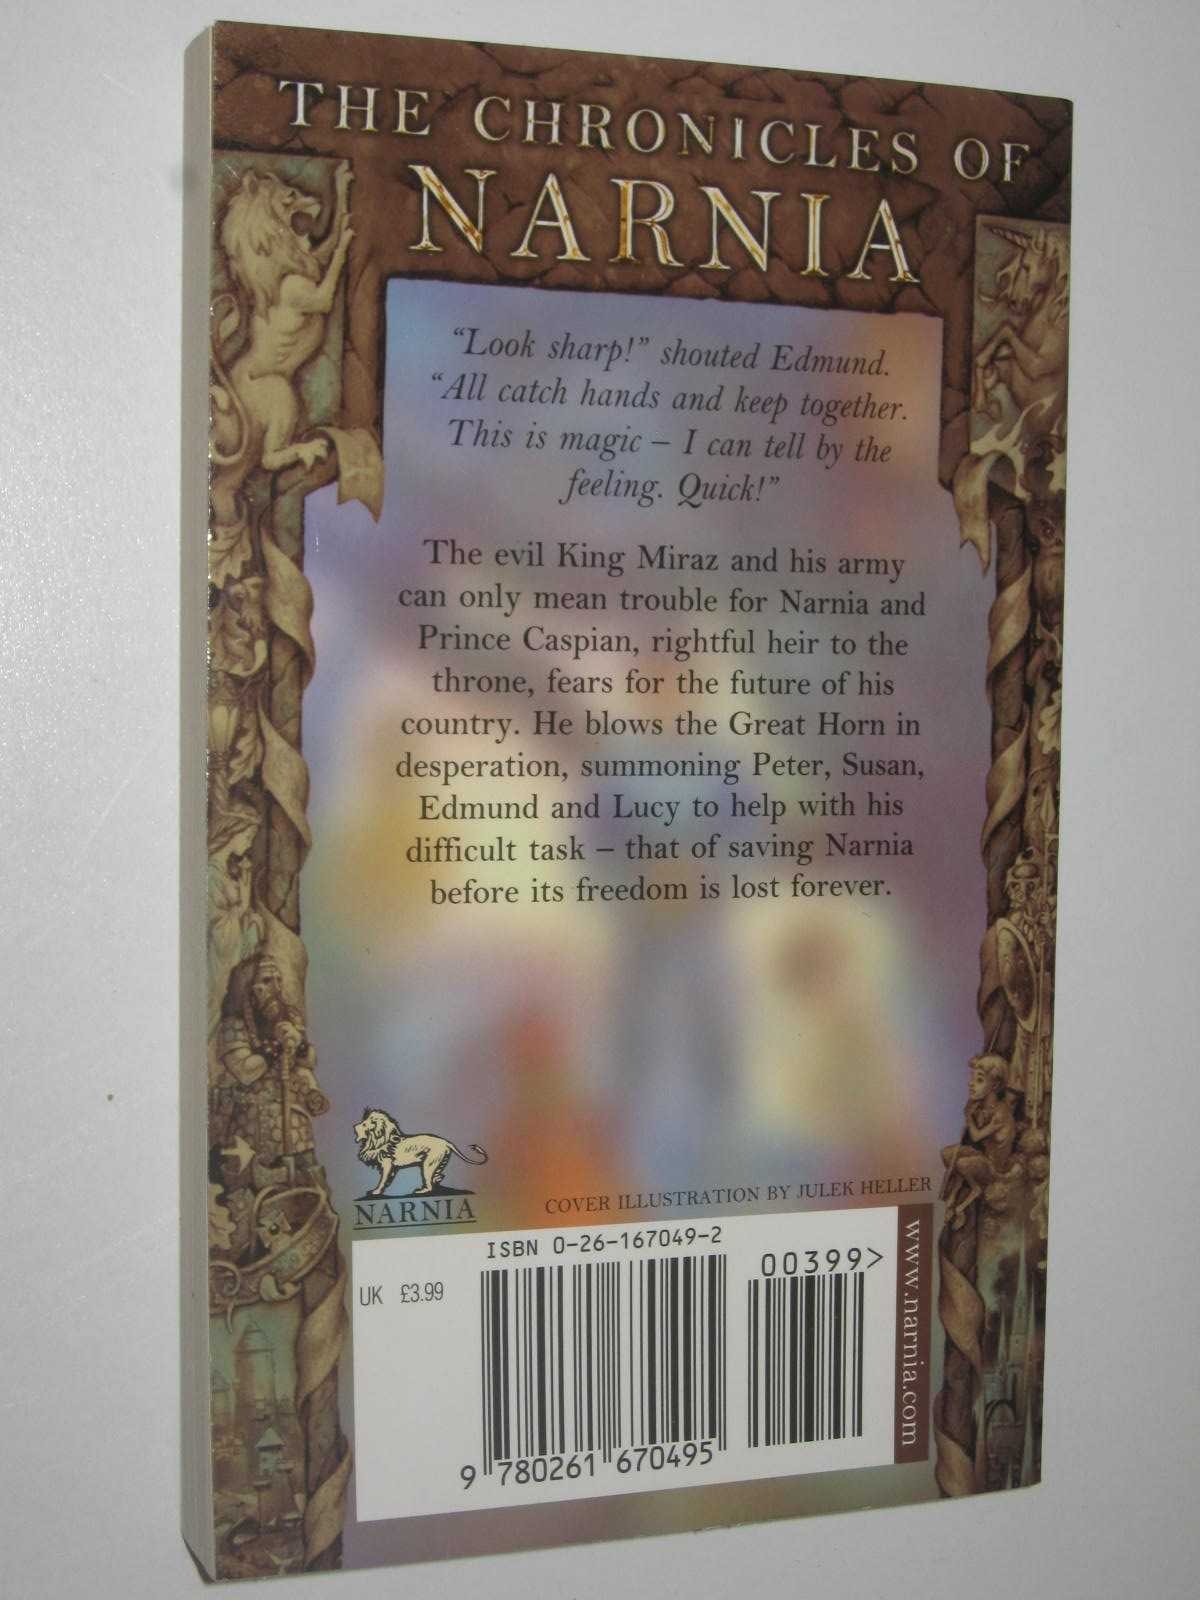 THE CHRONICLES OF
NARNIA
“Look sharp!” shouted Edmund.
“All catch hands and keep together.
This is magic – I can tell by the
feeling. Quick!”
The evil King Miraz and his army
can only mean trouble for Narnia and
Prince Caspian, rightful heir to the
throne, fears for the future of his
country. He blows the Great Horn in
desperation, summoning Peter, Susan,
Edmund and Lucy to help with his
difficult task – that of saving Narnia
before its freedom is lost forever.
NARNIA
COVER ILLUSTRATION BY JULEK HELLER
ISBN 0-26-167049-2
00399>
UK £3.99
9 780261 670495
www.narnia.com